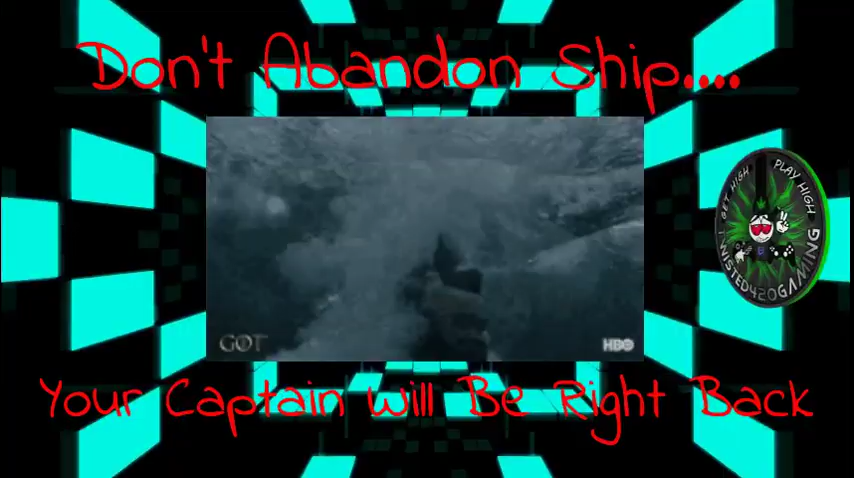 Don't Abandon Ship....
GET HIGH
PLAY HIGH
TWISTED420GAMING
GOT
HBO
Your Captain Will Be Right Back